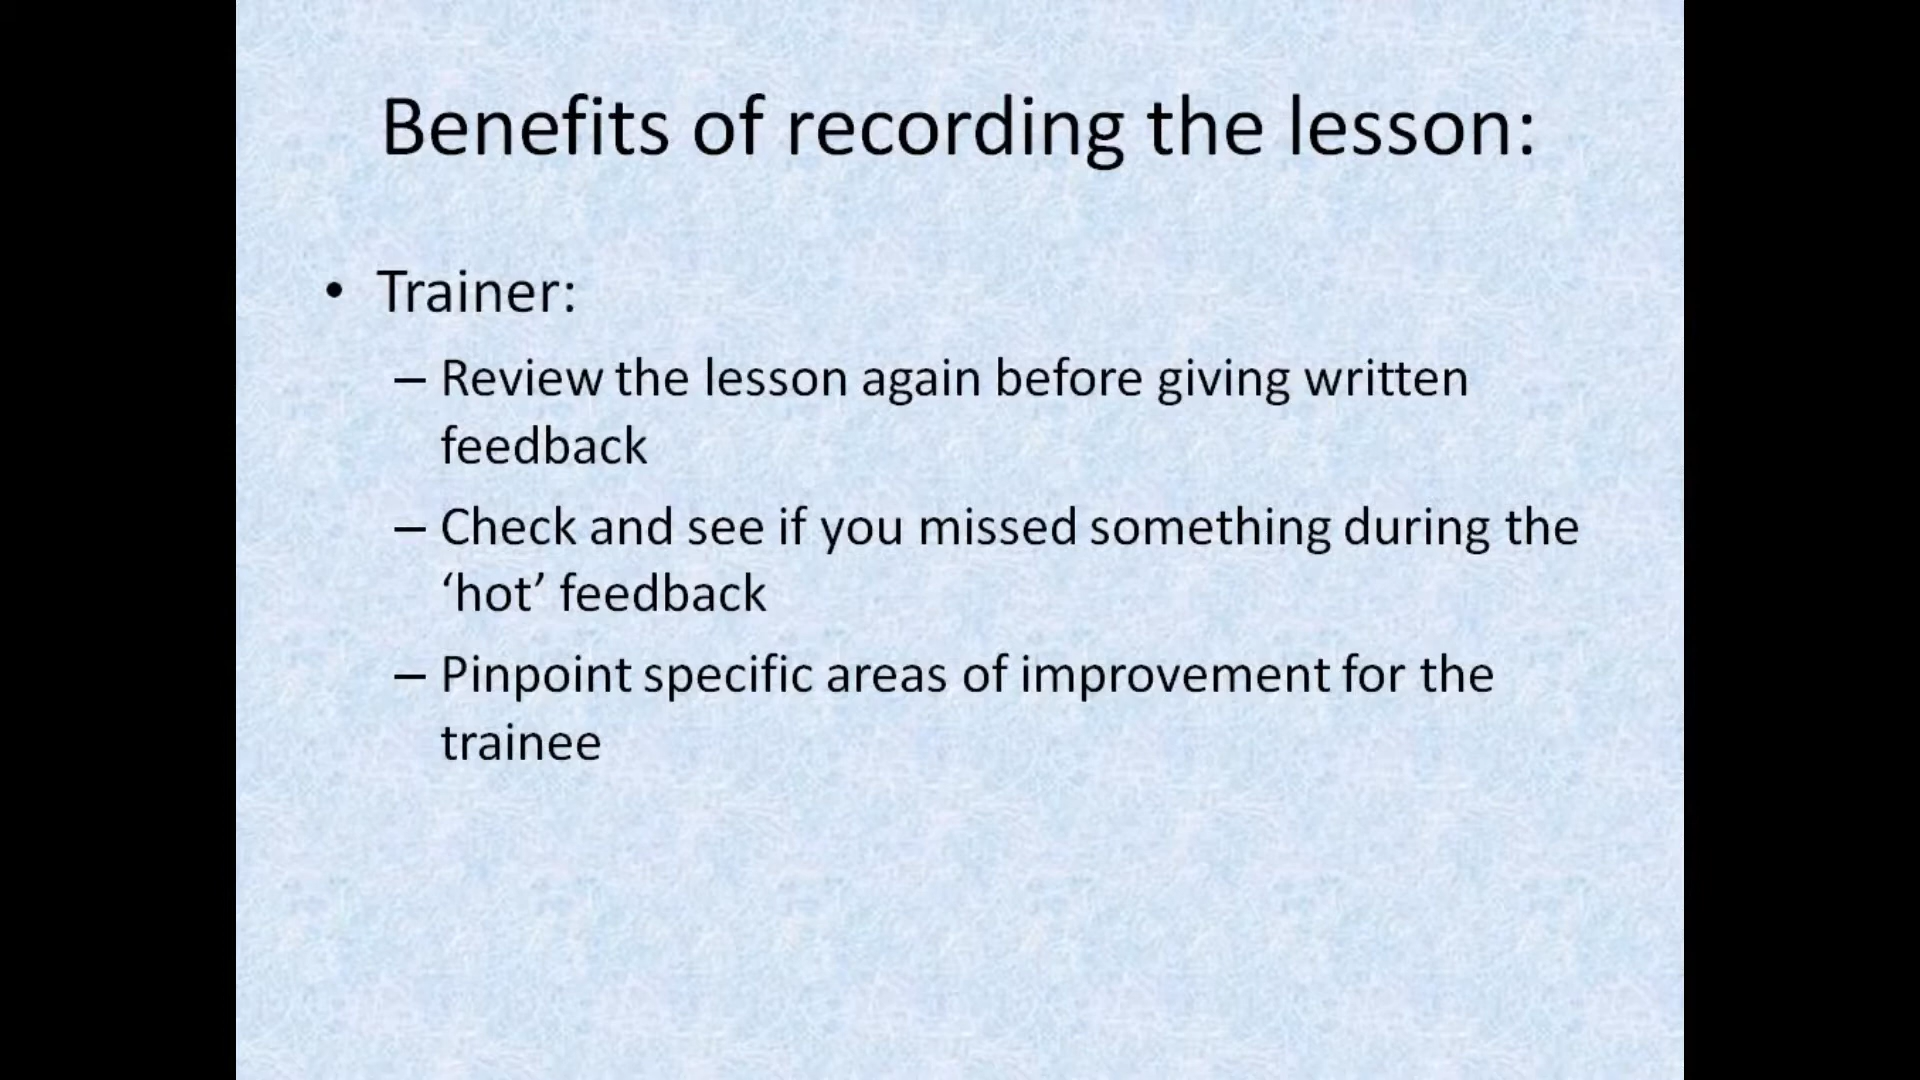 Benefits of recording the lesson:
• Trainer:
– Review the lesson again before giving written
feedback
– Check and see if you missed something during the
‘hot’ feedback
– Pinpoint specific areas of improvement for the
trainee